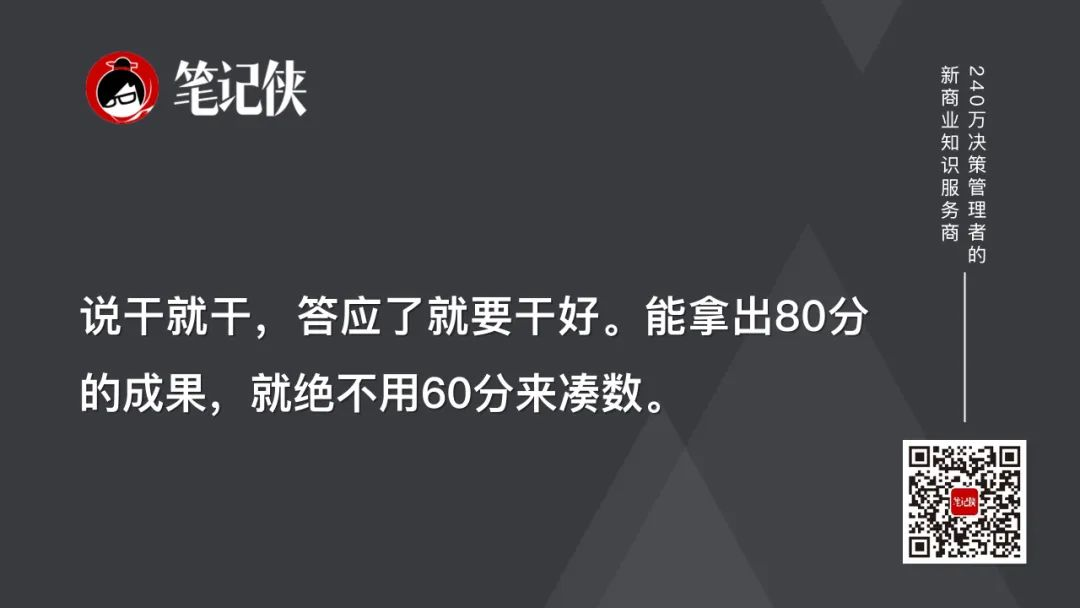 笔记侠
240万决策管理者的
新商业知识服务商
说干就干，答应了就要干好。能拿出80分
的成果，就绝不用60分来凑数。
笔记侠